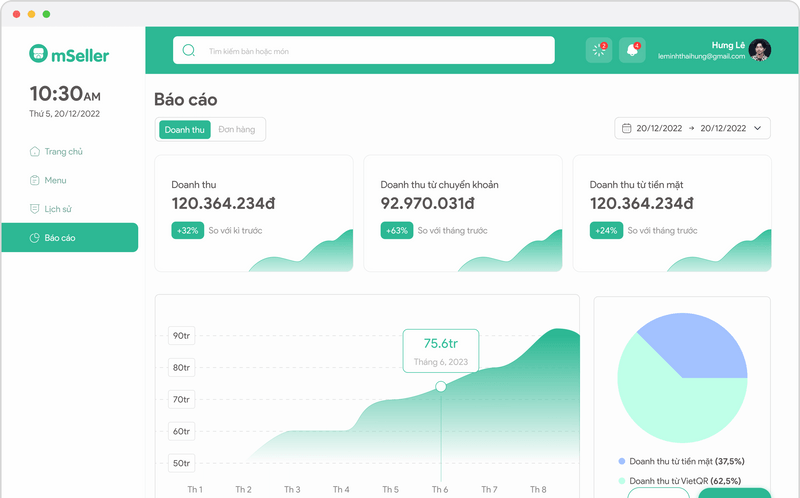 mSeller
Tìm kiếm bàn hoặc món
2
4
Hưng Lê
leminhthaihung@gmail.com
10:30AM
Thứ 5, 20/12/2022
Trang chủ
Menu
Lịch sử
Báo cáo
Báo cáo
Doanh thu
Đơn hàng
20/12/2022 → 20/12/2022
Doanh thu
120.364.234đ
+32% So với kì trước
Doanh thu từ chuyển khoản
92.970.031đ
+63% So với tháng trước
Doanh thu từ tiền mặt
120.364.234đ
+24% So với tháng trước
90tr
80tr
70tr
60tr
50tr
75.6tr
Tháng 6, 2023
Th 1 Th 2 Th 3 Th 4 Th 5 Th 6 Th 7 Th 8
Doanh thu từ tiền mặt (37,5%)
Doanh thu từ VietQR (62,5%)